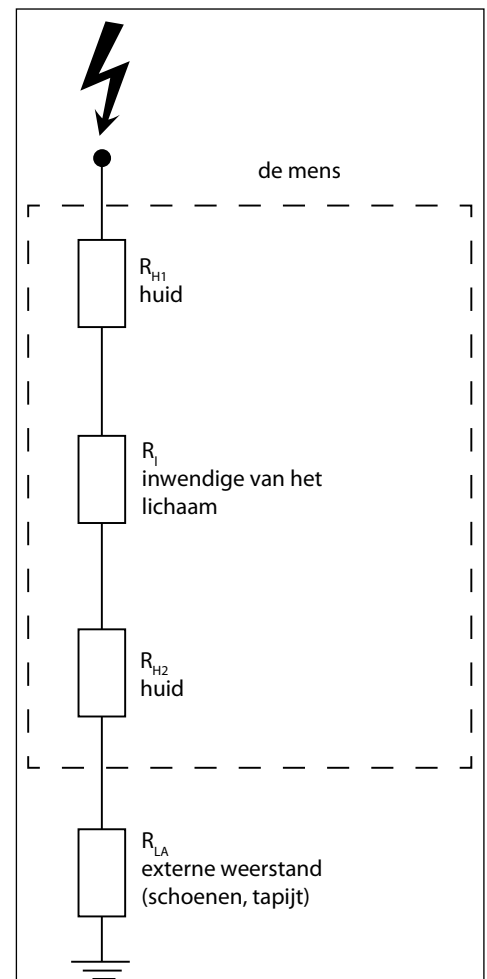 de mens
R_H1
huid
R_I
inwendige van het
lichaam
R_H2
huid
R_LA
externe weerstand
(schoenen, tapijt)